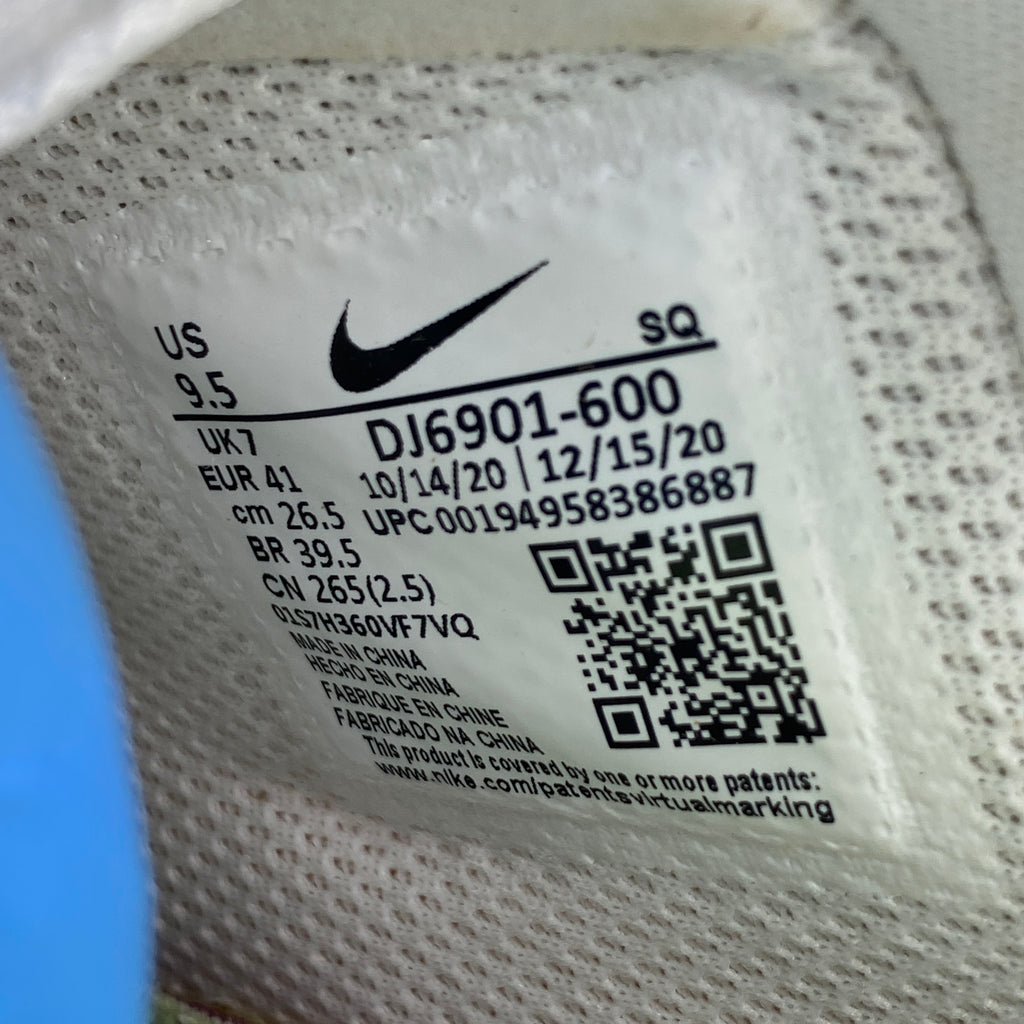 US
9.5
SQ
UK 7
EUR 41
cm 26.5
BR 39.5
CN 265(2.5)
01S7H360VF7VQ
DJ6901-600
10/14/20 | 12/15/20
UPC 00194958386887
MADE IN CHINA
HECHO EN CHINA
FABRIQUE EN CHINE
FABRICADO NA CHINA
This product is covered by one or more patents:
www.nike.com/patentsvirtualmarking